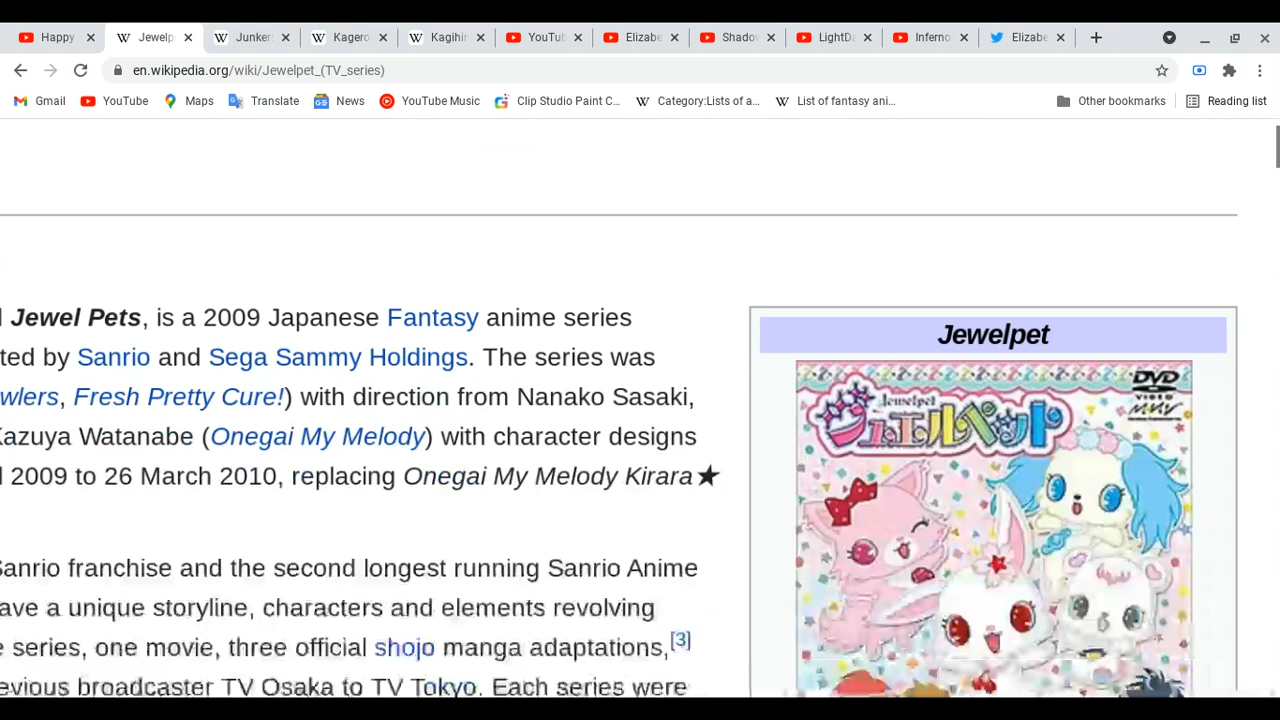 Happy
Jewelp
Junker
Kagero
Kagihi
YouTu
Elizabe
Shado
LightDa
Inferno
Elizabe
en.wikipedia.org/wiki/Jewelpet_(TV_series)
Gmail
YouTube
Maps
Translate
News
YouTube Music
Clip Studio Paint C...
Category:Lists of a...
List of fantasy ani...
Other bookmarks
Reading list
Jewel Pets, is a 2009 Japanese Fantasy anime series
ted by Sanrio and Sega Sammy Holdings. The series was
wlers, Fresh Pretty Cure!) with direction from Nanako Sasaki,
Kazuya Watanabe (Onegai My Melody) with character designs
2009 to 26 March 2010, replacing Onegai My Melody Kirara★
Sanrio franchise and the second longest running Sanrio Anime
ave a unique storyline, characters and elements revolving
e series, one movie, three official shojo manga adaptations,[3]
evious broadcaster TV Osaka to TV Tokyo. Each series were
Jewelpet
DVD
VIDEO
Jewelpet
ジュエルペット